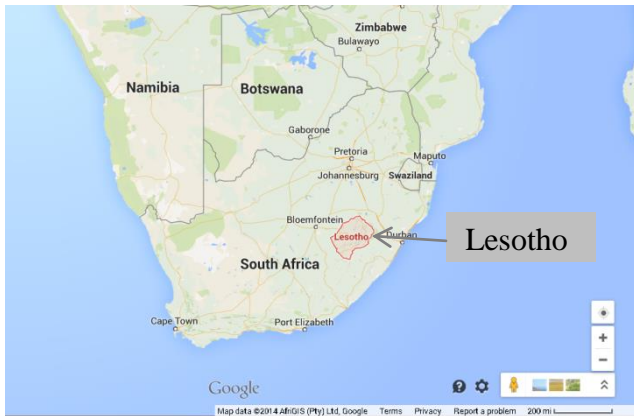 Zimbabwe
Bulawayo
Namibia
Botswana
Gaborone
Pretoria
Maputo
Johannesburg
Swaziland
Bloemfontein
Lesotho
Durban
Lesotho
South Africa
Cape Town
Port Elizabeth
Google
Map data ©2014 AfriGIS (Pty) Ltd, Google Terms Privacy Report a problem 200 mi